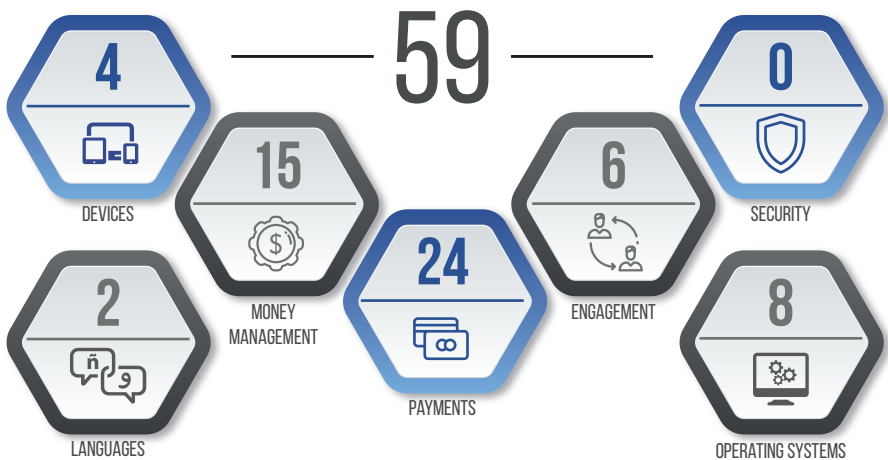 59
4
DEVICES
15
MONEY
MANAGEMENT
24
PAYMENTS
6
ENGAGEMENT
0
SECURITY
2
ñ
و
LANGUAGES
8
OPERATING SYSTEMS